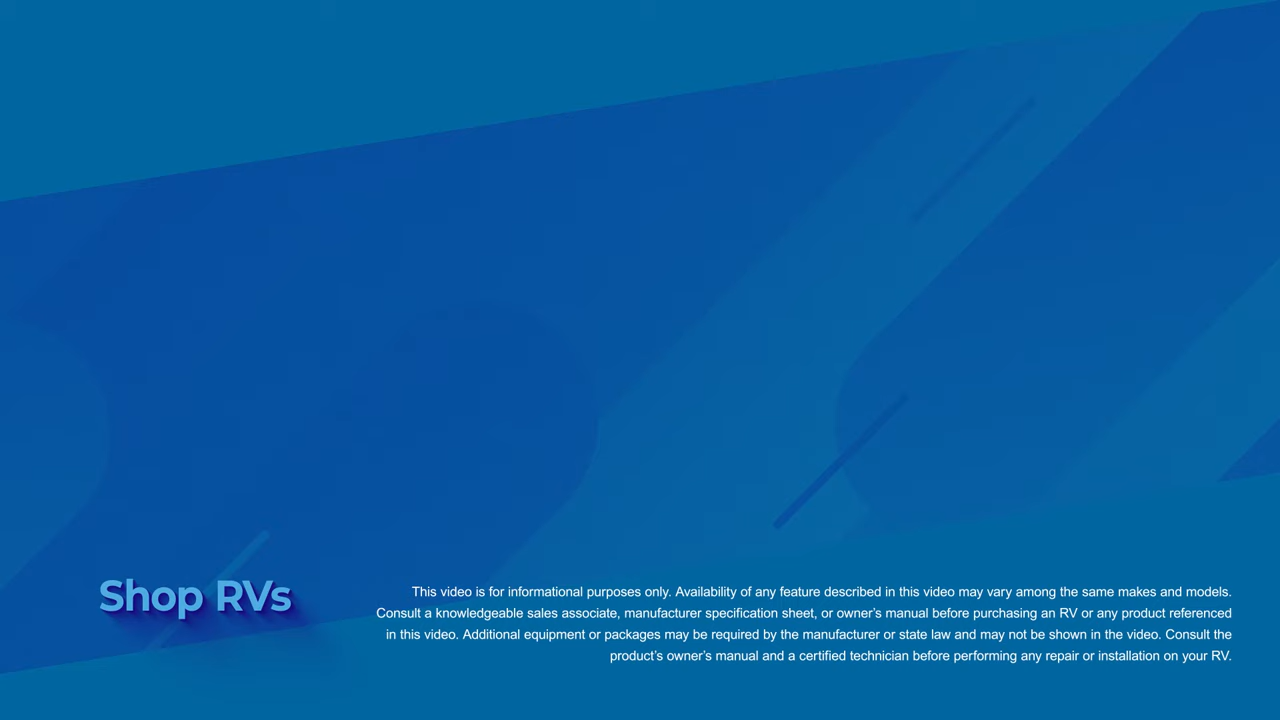 Shop RVs
This video is for informational purposes only. Availability of any feature described in this video may vary among the same makes and models.
Consult a knowledgeable sales associate, manufacturer specification sheet, or owner’s manual before purchasing an RV or any product referenced
in this video. Additional equipment or packages may be required by the manufacturer or state law and may not be shown in the video. Consult the
product’s owner’s manual and a certified technician before performing any repair or installation on your RV.